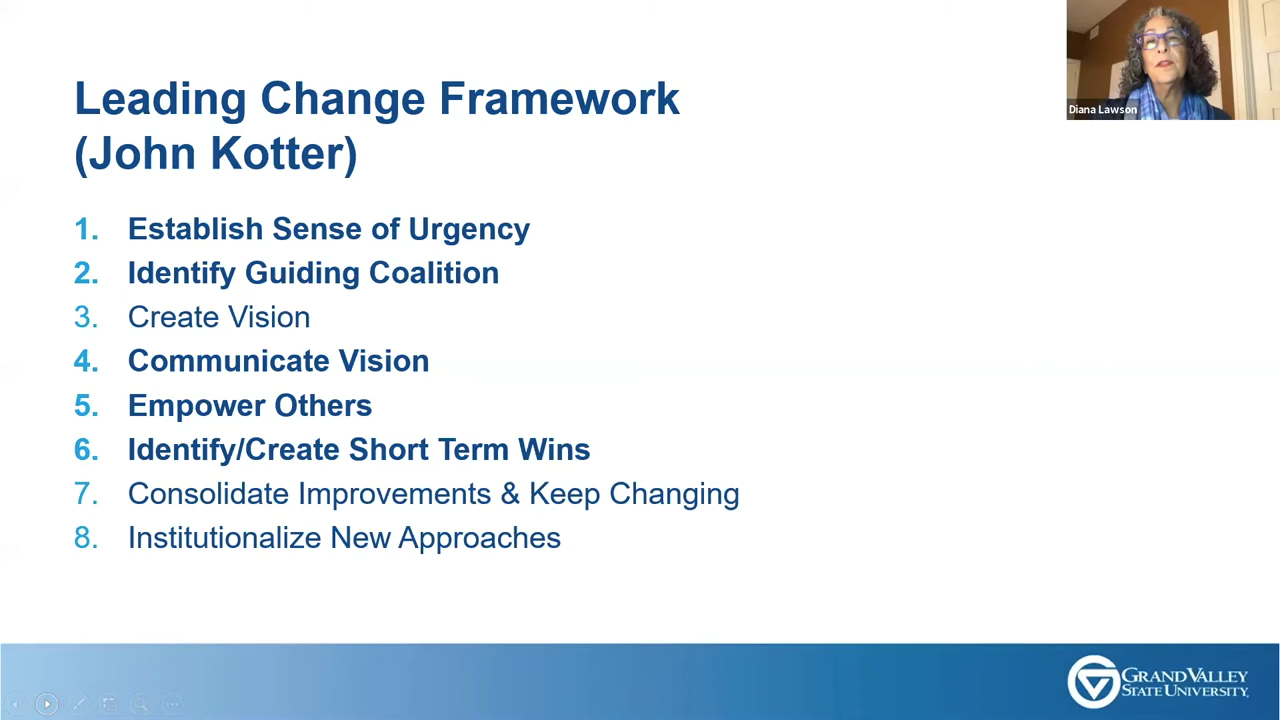 Leading Change Framework
(John Kotter)
1. Establish Sense of Urgency
2. Identify Guiding Coalition
3. Create Vision
4. Communicate Vision
5. Empower Others
6. Identify/Create Short Term Wins
7. Consolidate Improvements & Keep Changing
8. Institutionalize New Approaches
Diana Lawson
GRAND VALLEY
STATE UNIVERSITY.